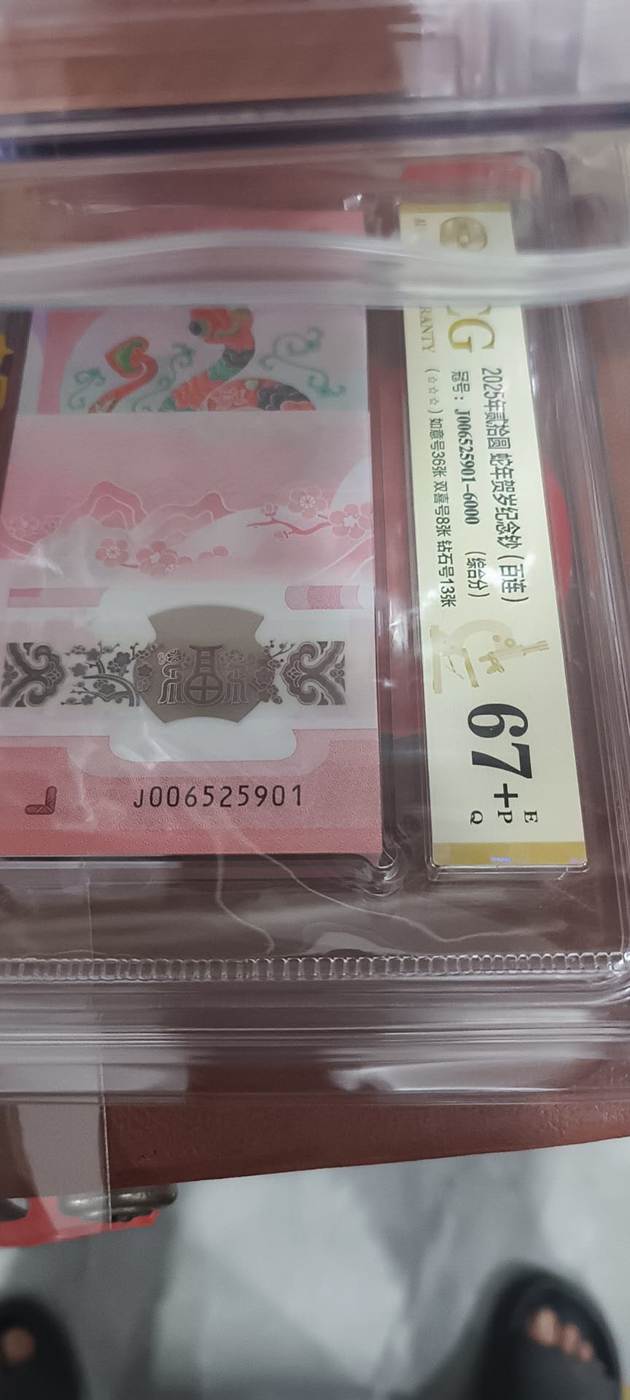 2025年贰拾圆 蛇年贺岁纪念钞（百连）
冠号：J006525901-6000 （综合分）
（☆☆☆）如意号36张 双喜号8张 钻石号13张
CG
RANTY
67+
E
P
Q
J006525901